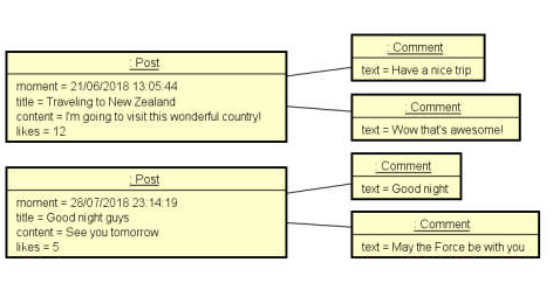 : Post
moment = 21/06/2018 13:05:44
title = Traveling to New Zealand
content = I'm going to visit this wonderful country!
likes = 12
: Comment
text = Have a nice trip
: Comment
text = Wow that's awesome!
: Post
moment = 28/07/2018 23:14:19
title = Good night guys
content = See you tomorrow
likes = 5
: Comment
text = Good night
: Comment
text = May the Force be with you